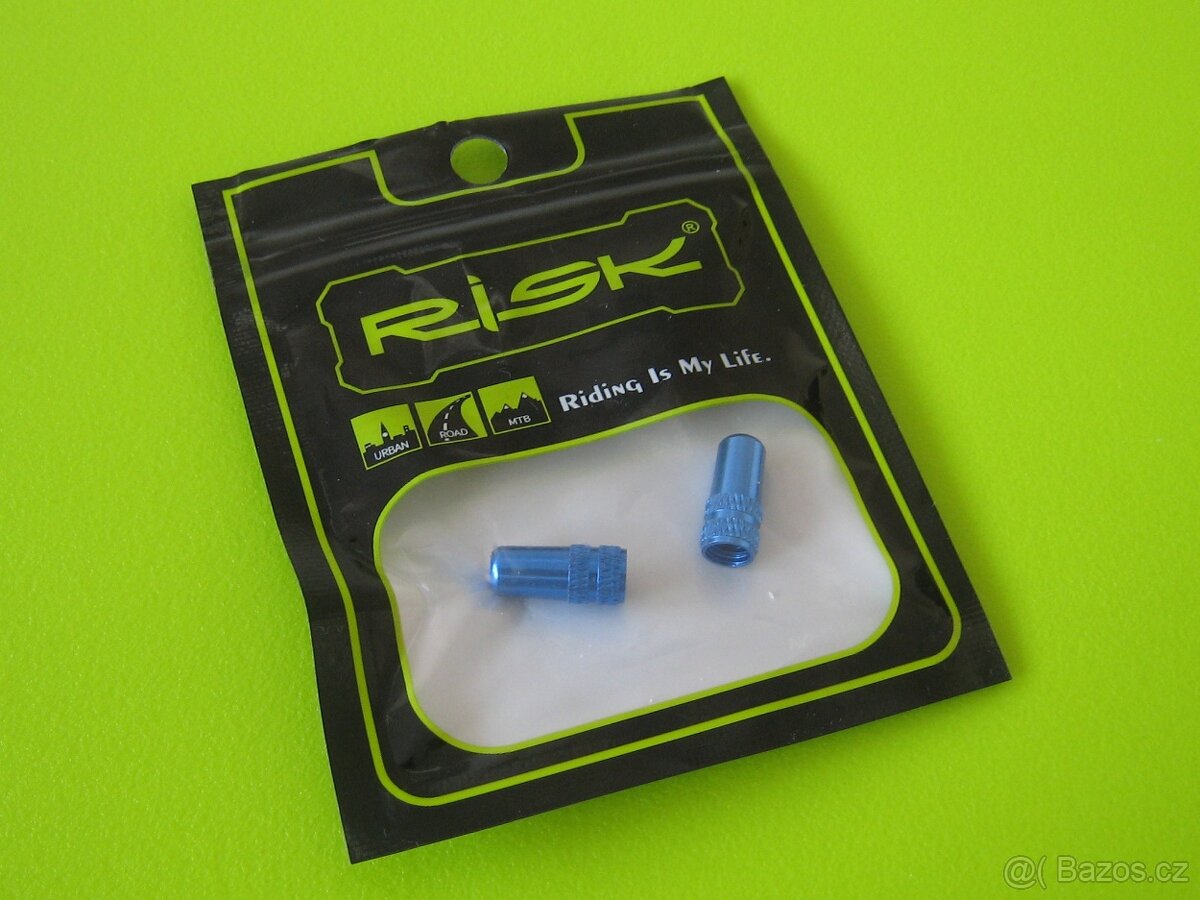 RiSK®
URBAN ROAD MTB Riding Is My Life.
@( Bazos.cz